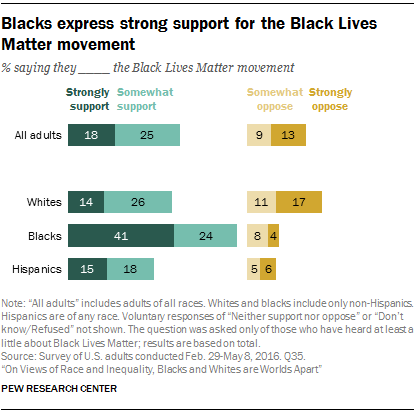 Blacks express strong support for the Black Lives
Matter movement
% saying they _____ the Black Lives Matter movement
Strongly support Somewhat support Somewhat oppose Strongly oppose
All adults 18 25 9 13
Whites 14 26 11 17
Blacks 41 24 8 4
Hispanics 15 18 5 6
Note: “All adults” includes adults of all races. Whites and blacks include only non-Hispanics.
Hispanics are of any race. Voluntary responses of “Neither support nor oppose” or “Don’t
know/Refused” not shown. The question was asked only of those who have heard at least a
little about Black Lives Matter; results are based on total.
Source: Survey of U.S. adults conducted Feb. 29-May 8, 2016. Q35.
“On Views of Race and Inequality, Blacks and Whites are Worlds Apart”
PEW RESEARCH CENTER